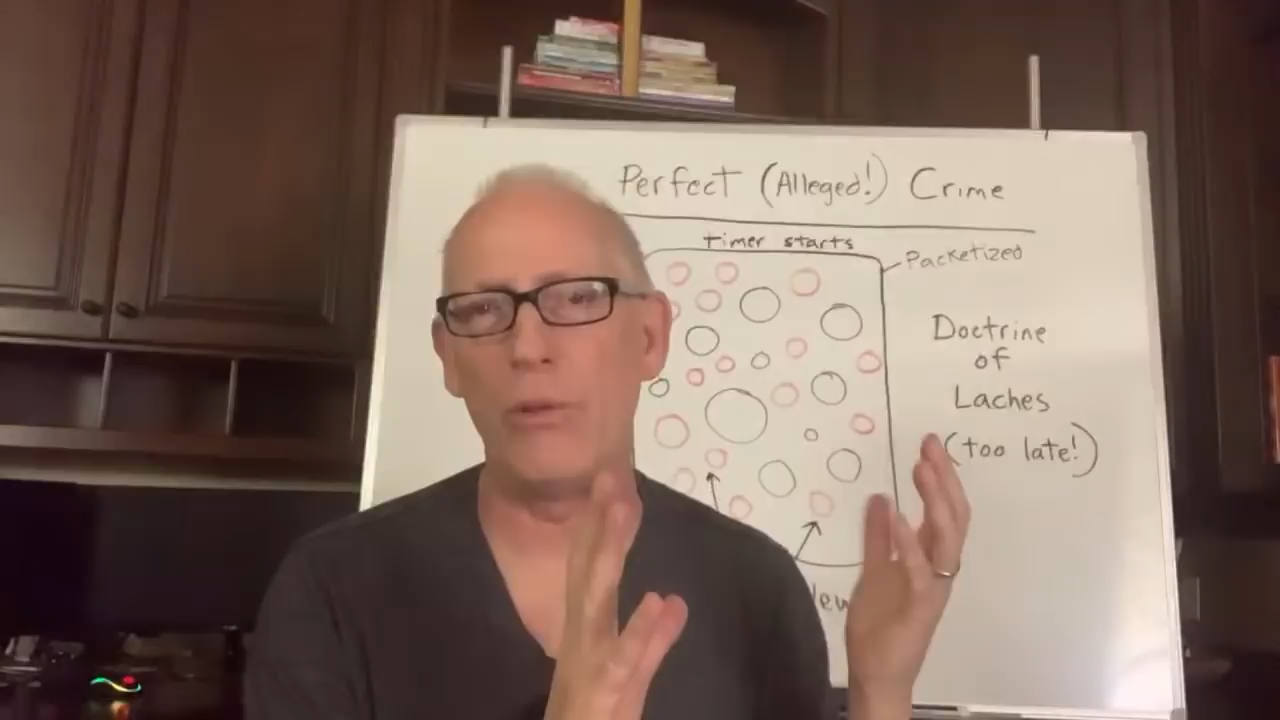 Perfect (Alleged!) Crime
timer starts
Packetized
Doctrine
of
Laches
(too late!)